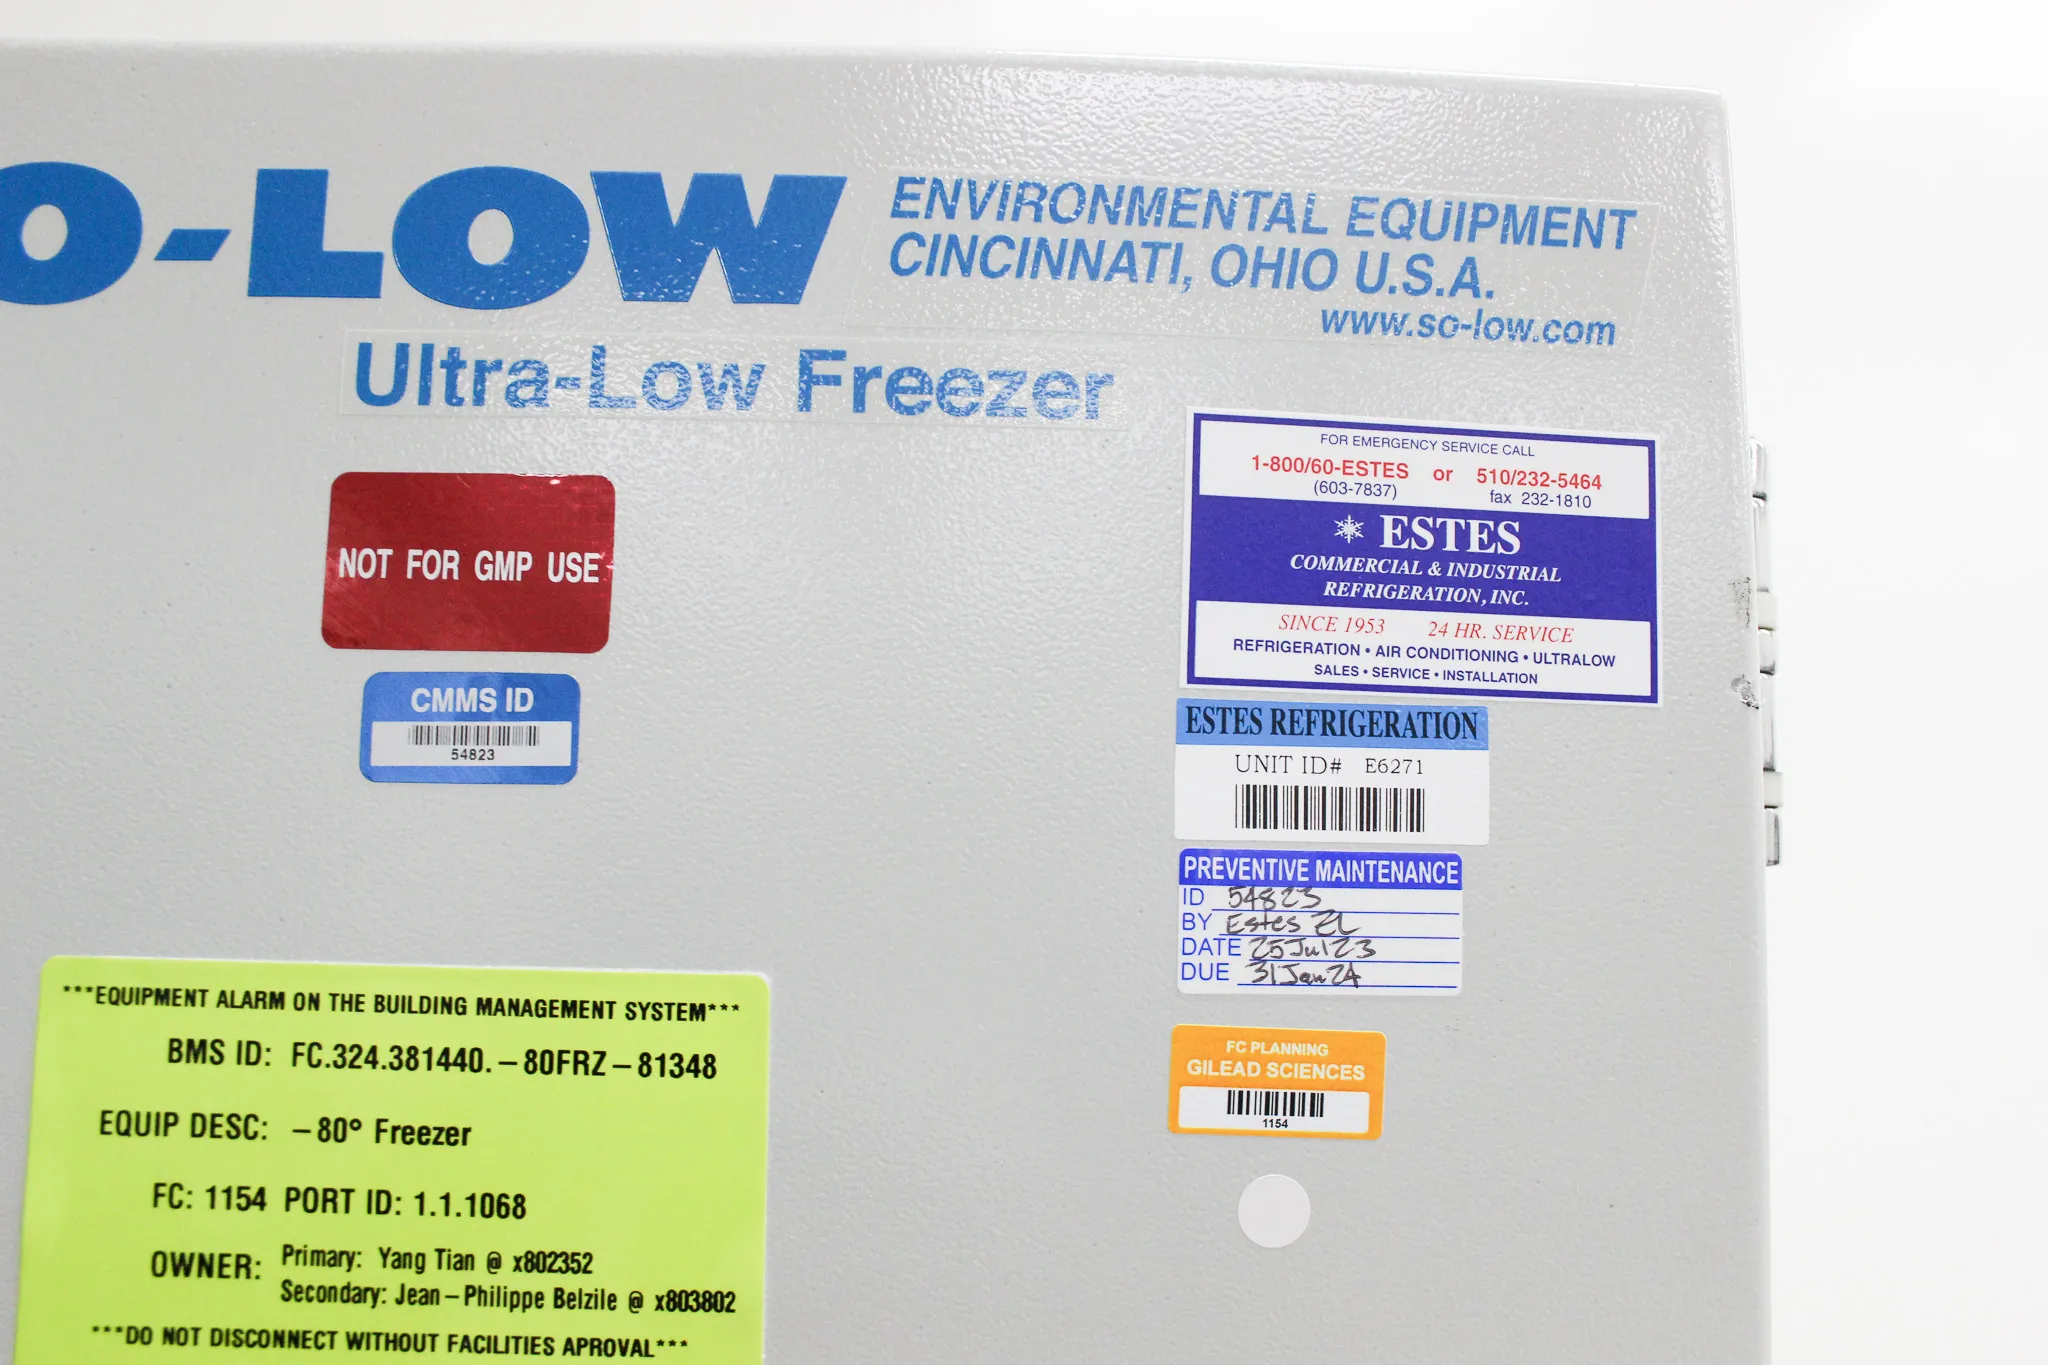 O-LOW
ENVIRONMENTAL EQUIPMENT
CINCINNATI, OHIO U.S.A.
www.so-low.com
Ultra-Low Freezer
NOT FOR GMP USE
CMMS ID
54823
FOR EMERGENCY SERVICE CALL
1-800/60-ESTES or 510/232-5464
(603-7837) fax 232-1810
ESTES
COMMERCIAL & INDUSTRIAL
REFRIGERATION, INC.
SINCE 1953 24 HR. SERVICE
REFRIGERATION • AIR CONDITIONING • ULTRALOW
SALES • SERVICE • INSTALLATION
ESTES REFRIGERATION
UNIT ID# E6271
PREVENTIVE MAINTENANCE
ID 54823
BY Estes ZL
DATE 25Jul23
DUE 31Jan24
FC PLANNING
GILEAD SCIENCES
1154
***EQUIPMENT ALARM ON THE BUILDING MANAGEMENT SYSTEM***
BMS ID: FC.324.381440.-80FRZ-81348
EQUIP DESC: -80° Freezer
FC: 1154 PORT ID: 1.1.1068
OWNER: Primary: Yang Tian @ x802352
Secondary: Jean-Philippe Belzile @ x803802
***DO NOT DISCONNECT WITHOUT FACILITIES APROVAL***